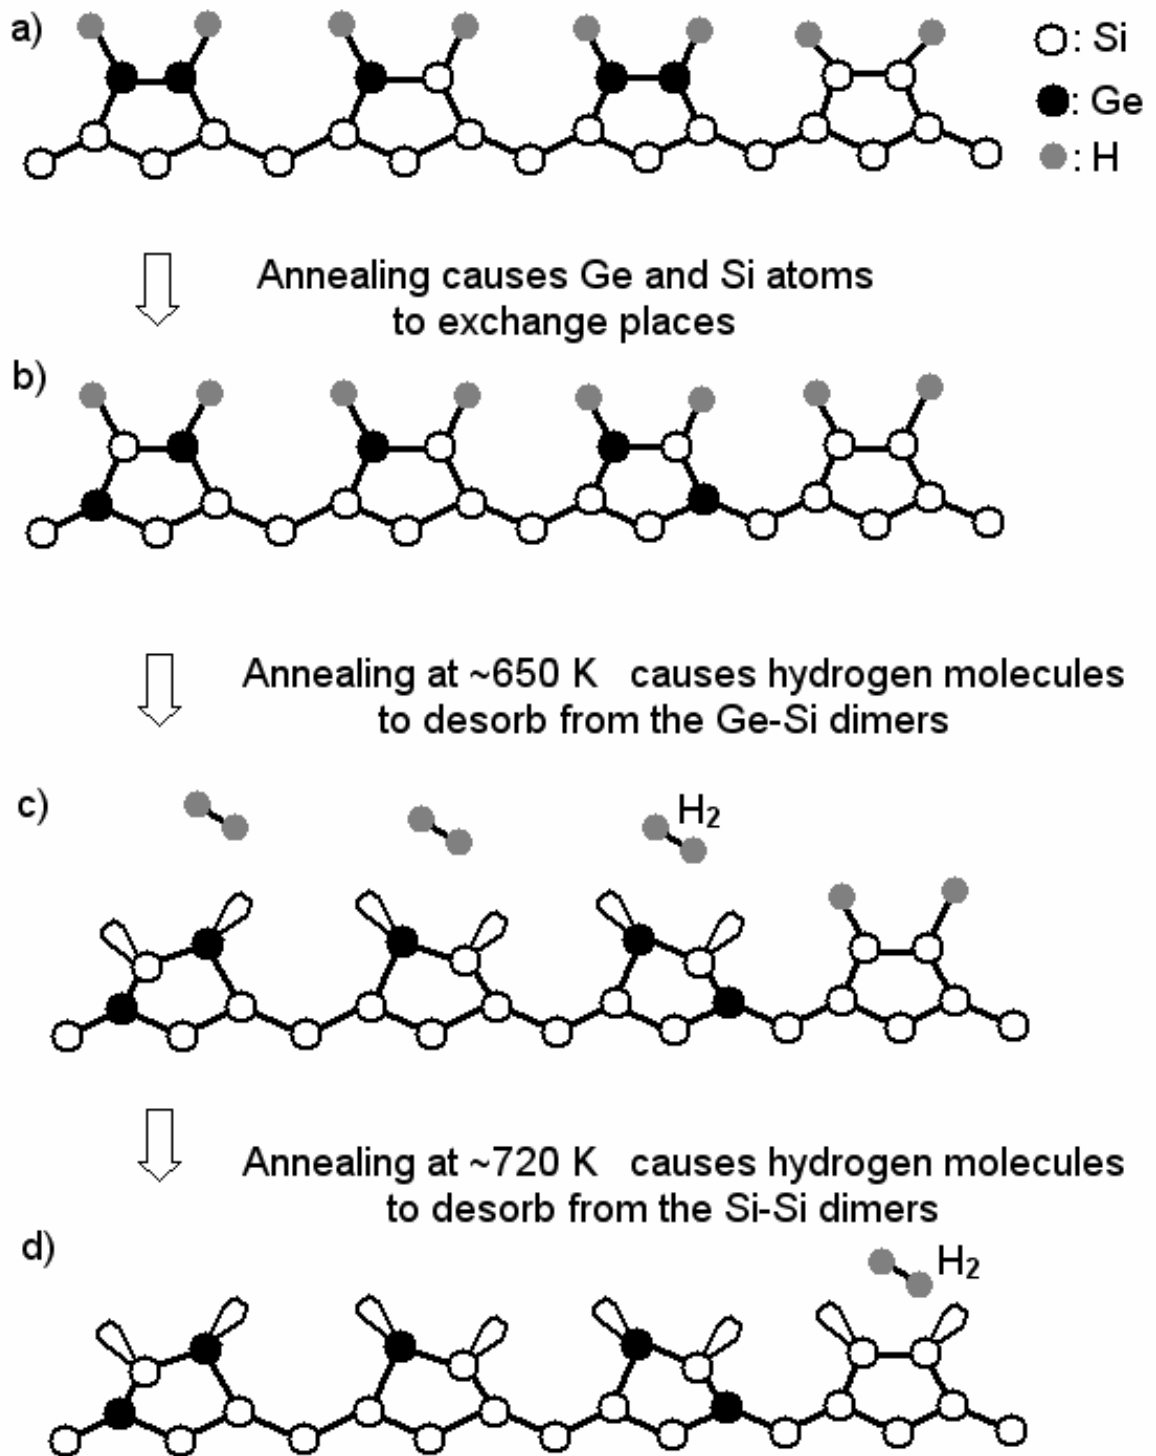 a)
: Si
: Ge
: H
Annealing causes Ge and Si atoms
to exchange places
b)
Annealing at ~650 K causes hydrogen molecules
to desorb from the Ge-Si dimers
c)
H2
Annealing at ~720 K causes hydrogen molecules
to desorb from the Si-Si dimers
d)
H2